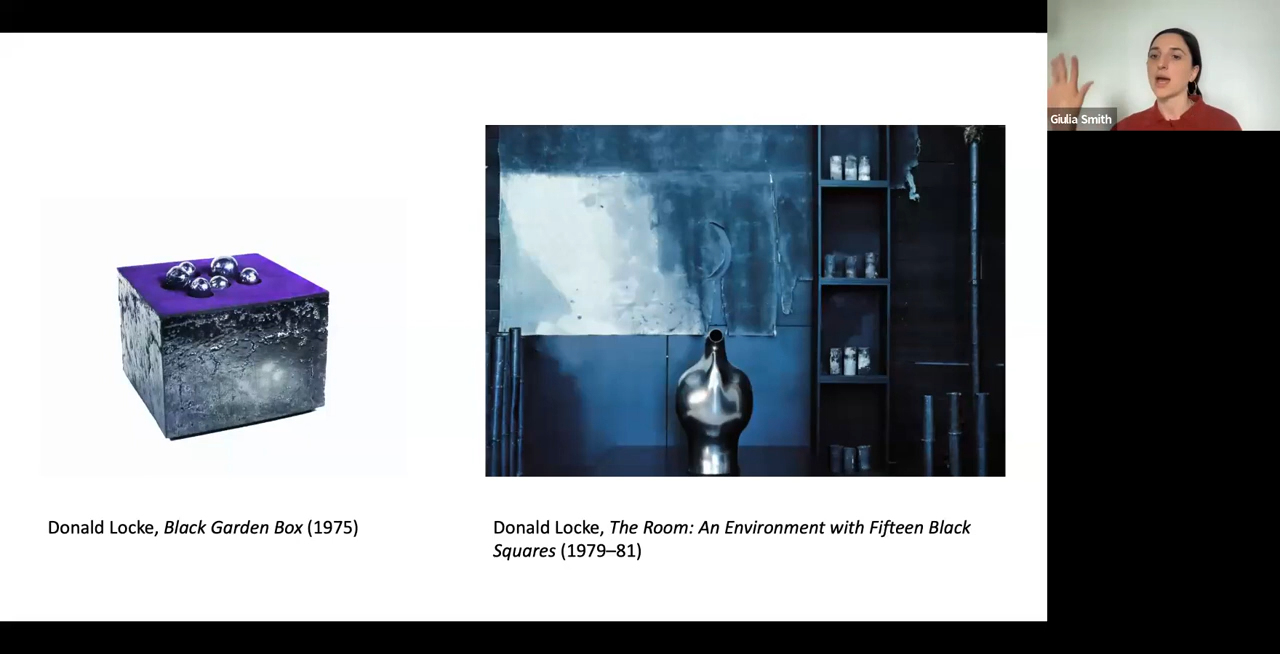 Giulia Smith
Donald Locke, Black Garden Box (1975)
Donald Locke, The Room: An Environment with Fifteen Black
Squares (1979–81)